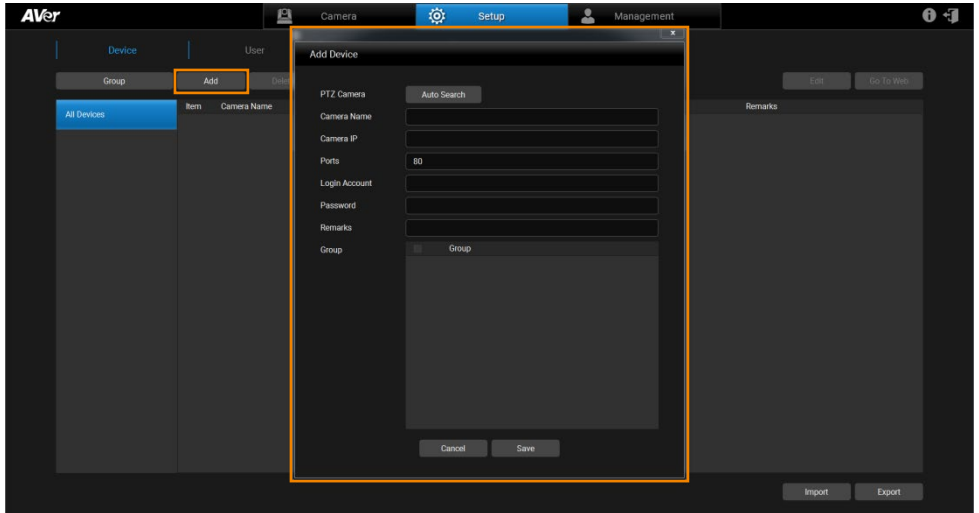 AVer
Camera
Setup
Management
Device
User
Group
Add
Delet
Edit
Go To Web
All Devices
Item Camera Name
Remarks
x
Add Device
PTZ Camera Auto Search
Camera Name
Camera IP
Ports 80
Login Account
Password
Remarks
Group Group
Cancel Save
Import Export